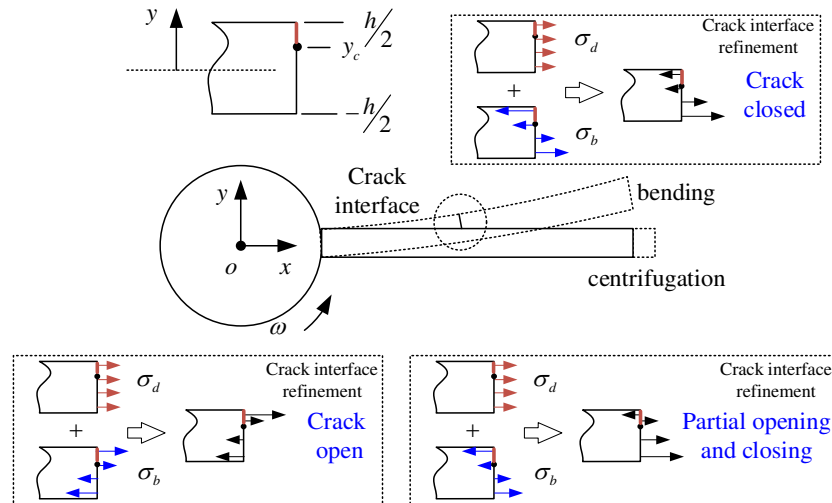 y
h/2
y_c
-h/2
σ_d
+
σ_b
Crack interface
refinement
Crack
closed
Crack
interface
bending
y
o
x
ω
centrifugation
σ_d
+
σ_b
Crack interface
refinement
Crack
open
σ_d
+
σ_b
Crack interface
refinement
Partial opening
and closing